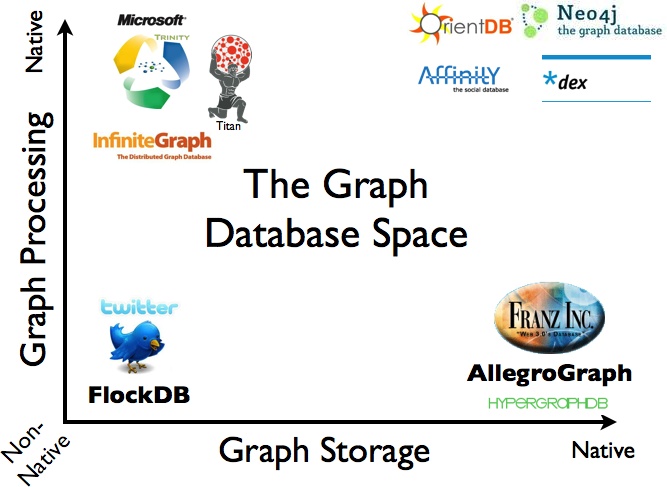 Native
Graph Processing
Non-
Native
Microsoft®
TRINITY
Titan
InfiniteGraph
The Distributed Graph Database
OrientDB®
Neo4j
the graph database
AffinitY
the social database
*dex
The Graph
Database Space
twitter
FlockDB
FRANZ INC.
"Web 3.0's Database"
AllegroGraph
HYPERGRAPHDB
Graph Storage
Native